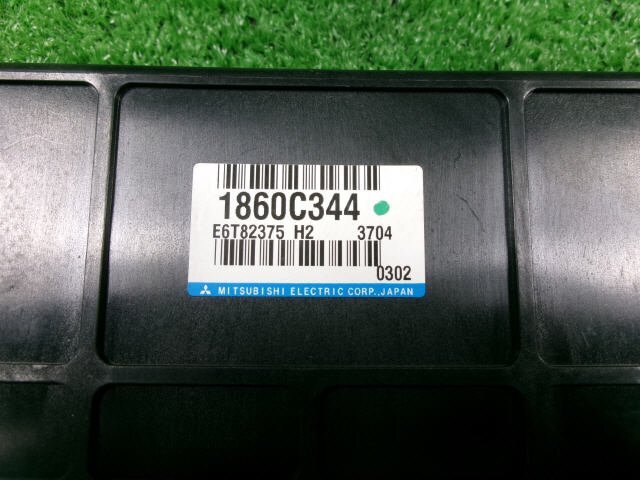 1860C344
E6T82375 H2 3704
0302
MITSUBISHI ELECTRIC CORP., JAPAN